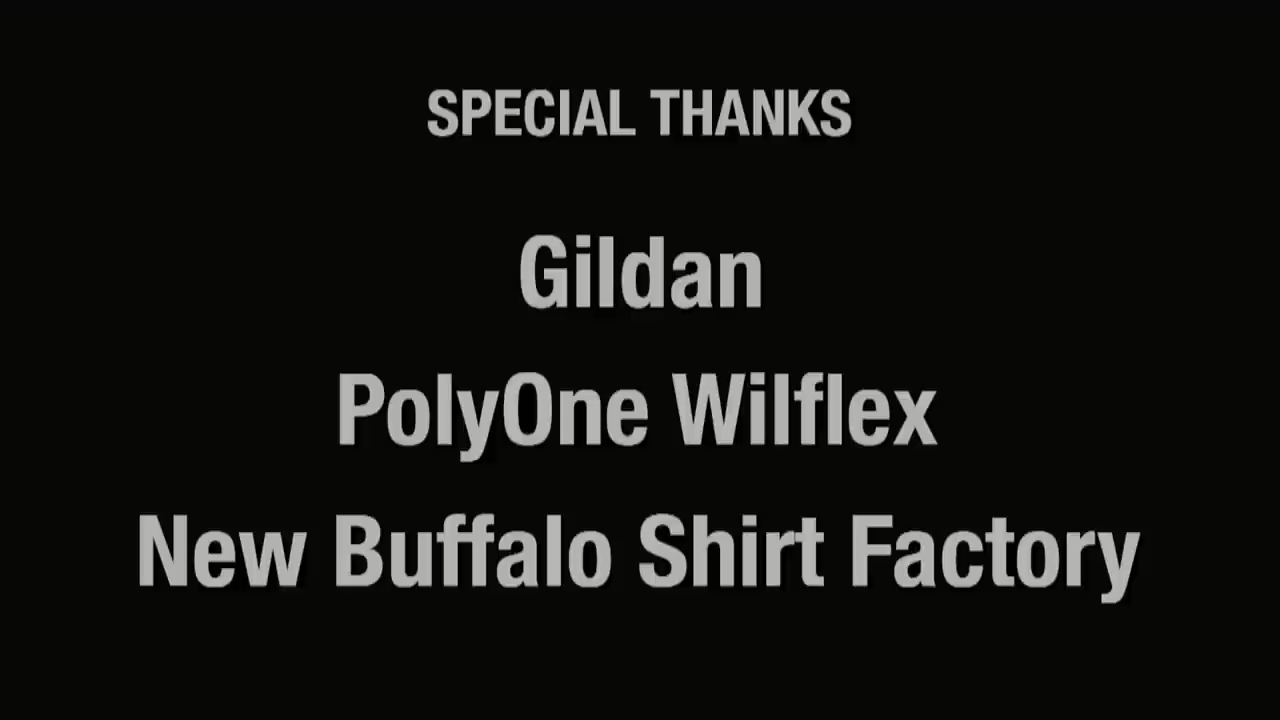 SPECIAL THANKS
Gildan
PolyOne Wilflex
New Buffalo Shirt Factory